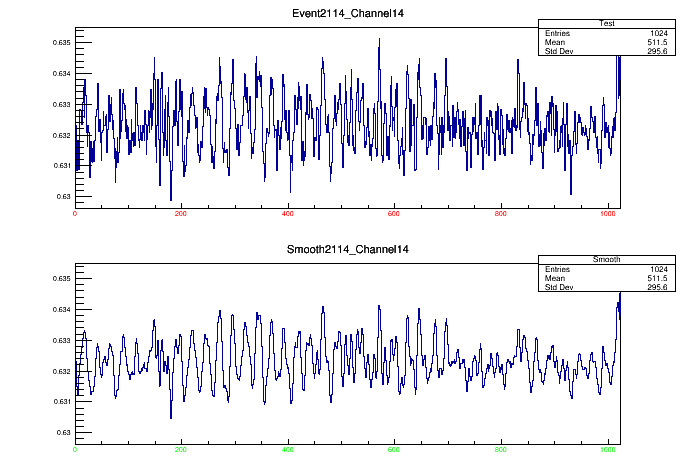 Event2114_Channel14
Test
Entries 1024
Mean 511.5
Std Dev 295.6
0.635
0.634
0.633
0.632
0.631
0.63
0 200 400 600 800 1000
Smooth2114_Channel14
Smooth
Entries 1024
Mean 511.5
Std Dev 295.6
0.635
0.634
0.633
0.632
0.631
0.63
0 200 400 600 800 1000